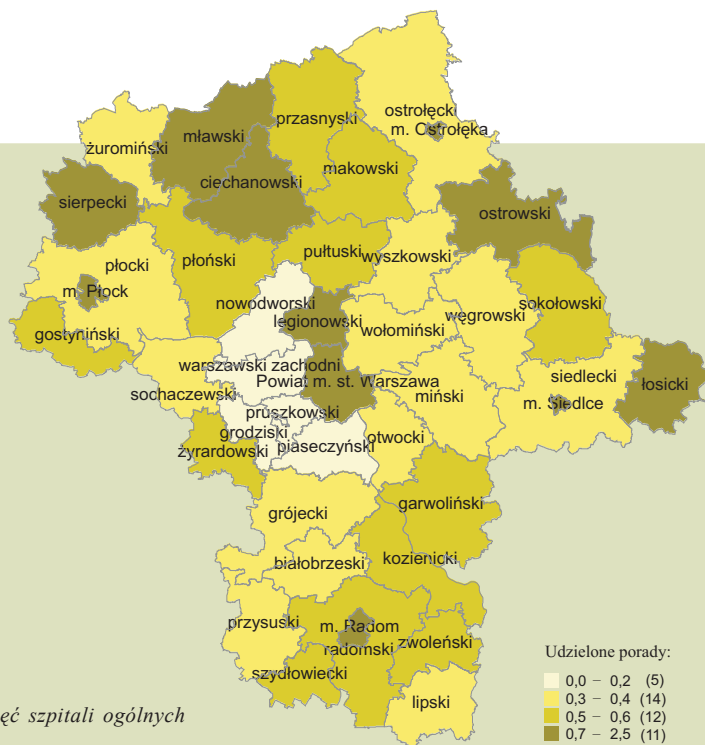 ostrołęcki
m. Ostrołęka
przasnyski
mławski
żuromiński
makowski
ciechanowski
sierpecki
ostrowski
pułtuski
wyszkowski
płoński
płocki
m. Płock
sokołowski
nowodworski
węgrowski
legionowski
wołomiński
gostyniński
warszawski zachodni
siedlecki
Powiat m. st. Warszawa
łosicki
sochaczewski
miński
m. Siedlce
pruszkowski
grodziski
otwocki
piaseczyński
żyrardowski
garwoliński
grójecki
kozienicki
białobrzeski
przysuski
m. Radom
zwoleński
radomski
szydłowiecki
lipski
Udzielone porady:
0,0 – 0,2 (5)
0,3 – 0,4 (14)
0,5 – 0,6 (12)
0,7 – 2,5 (11)
ęć szpitali ogólnych